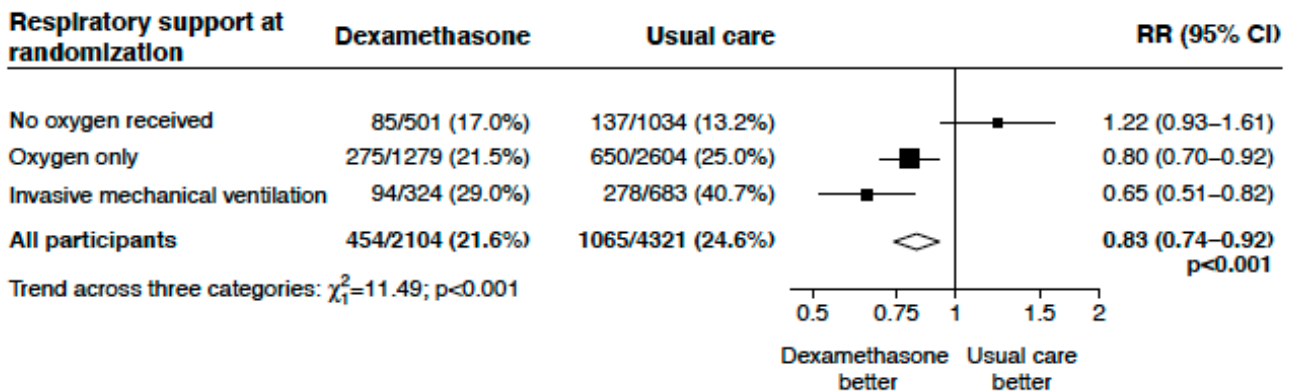 Respiratory support at randomization Dexamethasone Usual care RR (95% CI)
No oxygen received 85/501 (17.0%) 137/1034 (13.2%) 1.22 (0.93–1.61)
Oxygen only 275/1279 (21.5%) 650/2604 (25.0%) 0.80 (0.70–0.92)
Invasive mechanical ventilation 94/324 (29.0%) 278/683 (40.7%) 0.65 (0.51–0.82)
All participants 454/2104 (21.6%) 1065/4321 (24.6%) 0.83 (0.74–0.92)
p<0.001
Trend across three categories: χ²₁=11.49; p<0.001
0.5 0.75 1 1.5 2
Dexamethasone better Usual care better